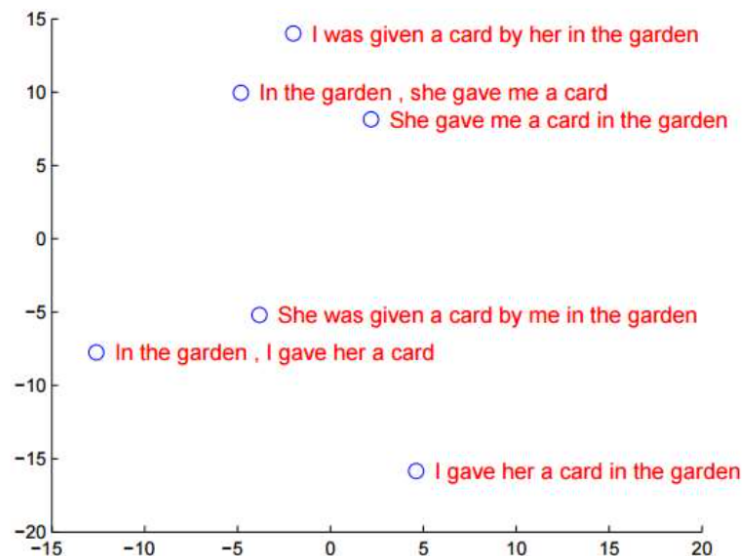 15
I was given a card by her in the garden
10
In the garden , she gave me a card
She gave me a card in the garden
5
0
−5
She was given a card by me in the garden
In the garden , I gave her a card
−10
−15
I gave her a card in the garden
−20
−15 −10 −5 0 5 10 15 20